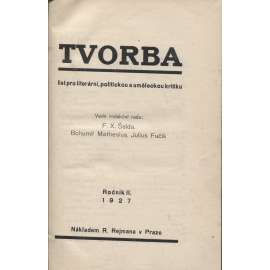 TVORBA
list pro literární, politickou a uměleckou kritiku
Vede redakční rada:
F. X. Šalda
Bohumil Mathesius, Julius Fučík
Ročník II.
1927
Nákladem R. Rejmana v Praze